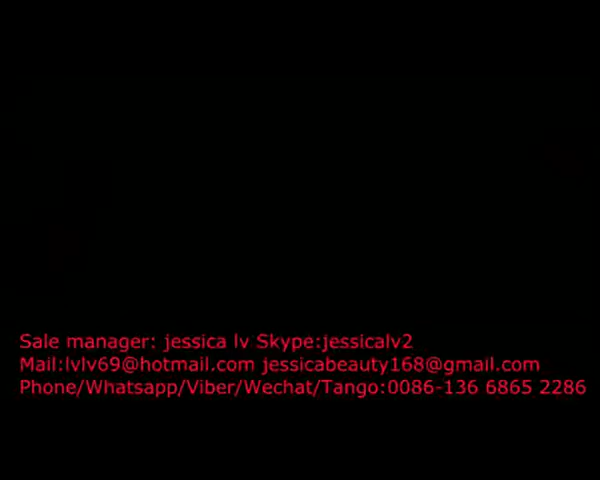 Sale manager: jessica lv Skype:jessicalv2
Mail:lvlv69@hotmail.com jessicabeauty168@gmail.com
Phone/Whatsapp/Viber/Wechat/Tango:0086-136 6865 2286